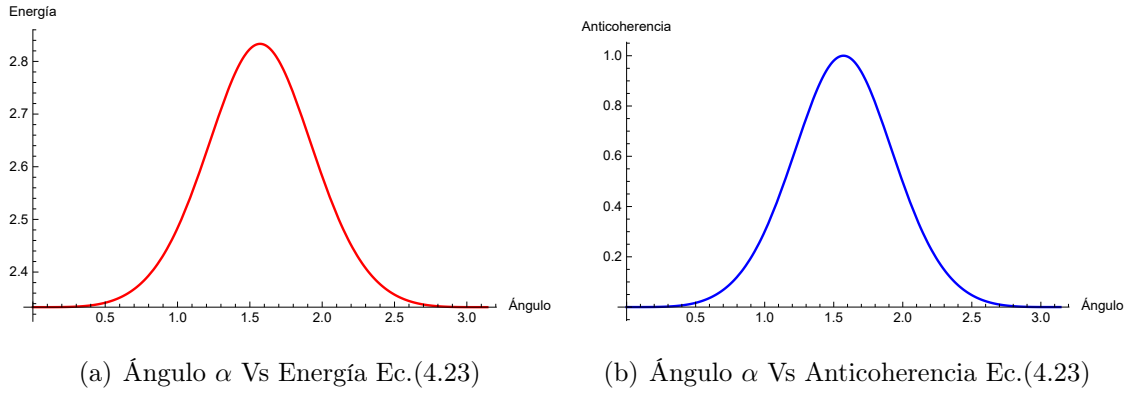 Energía
2.8
2.7
2.6
2.5
2.4
0.5 1.0 1.5 2.0 2.5 3.0 Ángulo
(a) Ángulo α Vs Energía Ec.(4.23)
Anticoherencia
1.0
0.8
0.6
0.4
0.2
0.5 1.0 1.5 2.0 2.5 3.0 Ángulo
(b) Ángulo α Vs Anticoherencia Ec.(4.23)